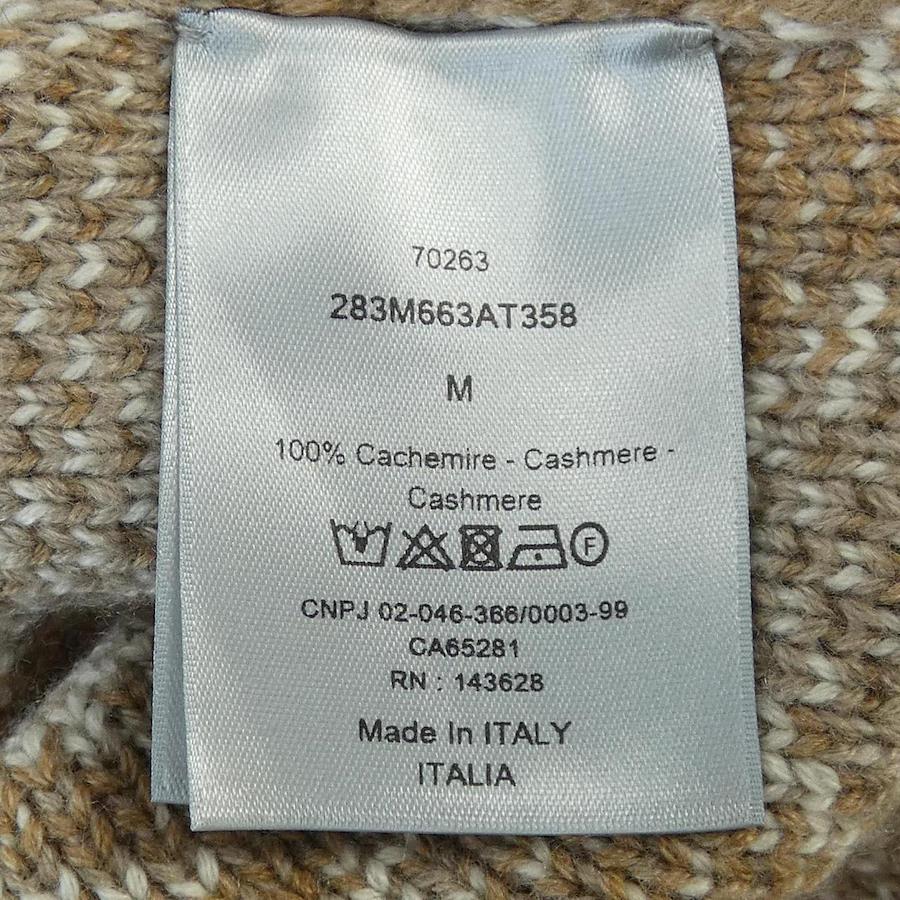 70263
283M663AT358
M
100% Cachemire - Cashmere -
Cashmere
F
CNPJ 02-046-366/0003-99
CA65281
RN : 143628
Made In ITALY
ITALIA